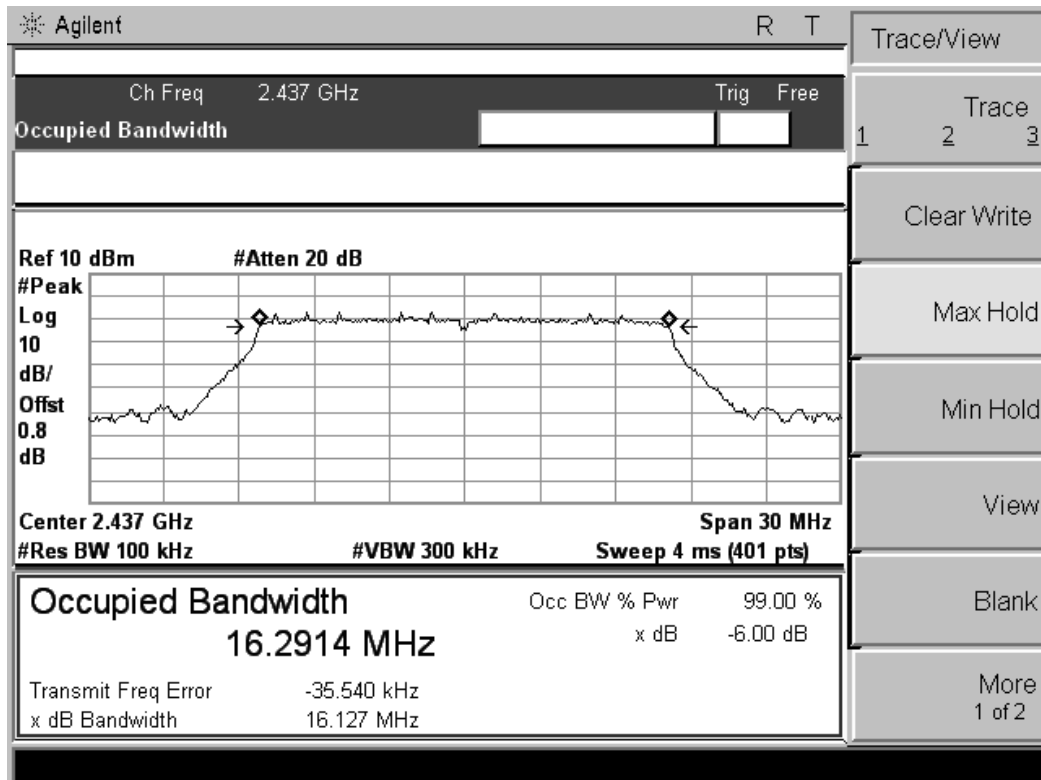 Agilent R T
Ch Freq 2.437 GHz Trig Free
Occupied Bandwidth
Ref 10 dBm #Atten 20 dB
#Peak
Log
10
dB/
Offst
0.8
dB
Center 2.437 GHz Span 30 MHz
#Res BW 100 kHz #VBW 300 kHz Sweep 4 ms (401 pts)
Occupied Bandwidth
16.2914 MHz
Occ BW % Pwr 99.00 %
x dB -6.00 dB
Transmit Freq Error -35.540 kHz
x dB Bandwidth 16.127 MHz
Trace/View
Trace
1 2 3
Clear Write
Max Hold
Min Hold
View
Blank
More
1 of 2